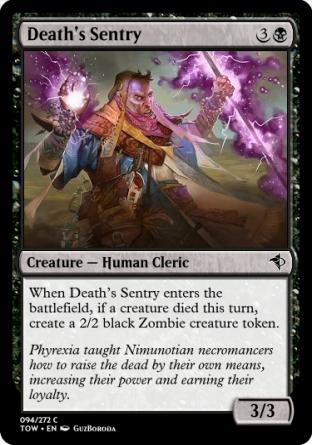 Death's Sentry 3
Creature — Human Cleric
When Death's Sentry enters the
battlefield, if a creature died this turn,
create a 2/2 black Zombie creature token.
Phyrexia taught Nimunotian necromancers
how to raise the dead by their own means,
increasing their power and earning their
loyalty.
094/272 C
TOW • EN GuzBoroda
3/3